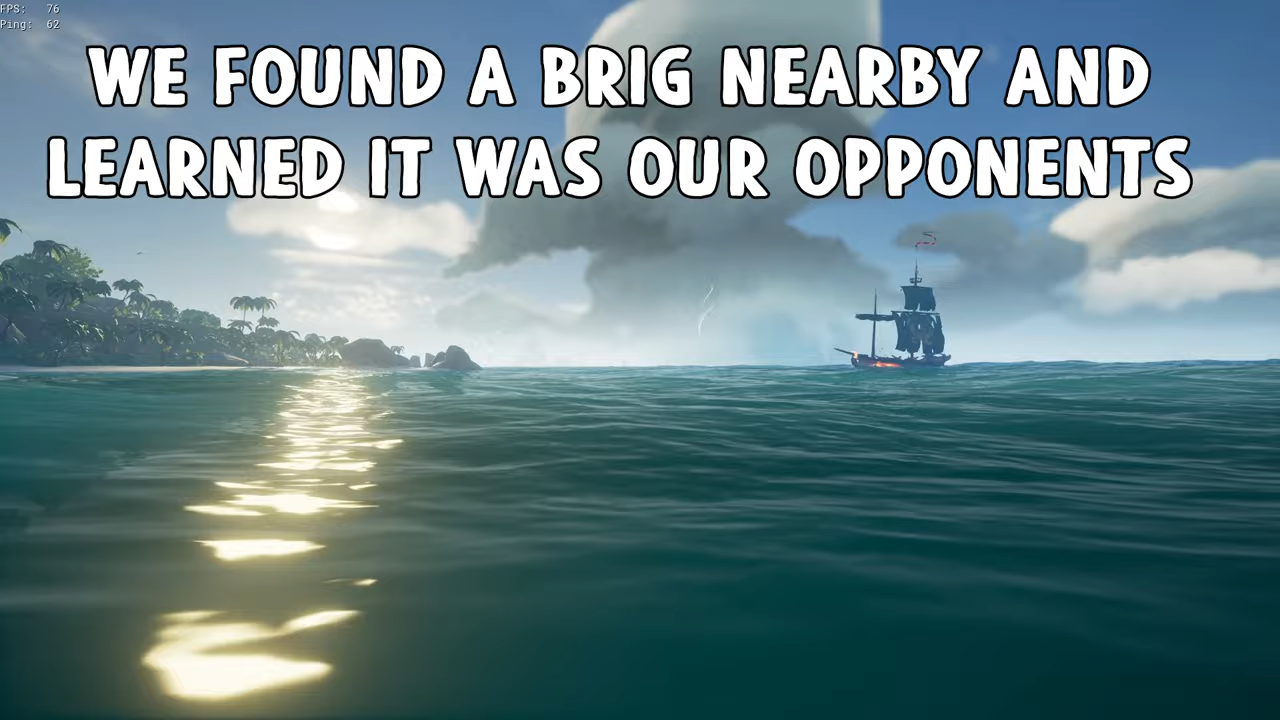 FPS: 76
Ping: 62
WE FOUND A BRIG NEARBY AND
LEARNED IT WAS OUR OPPONENTS